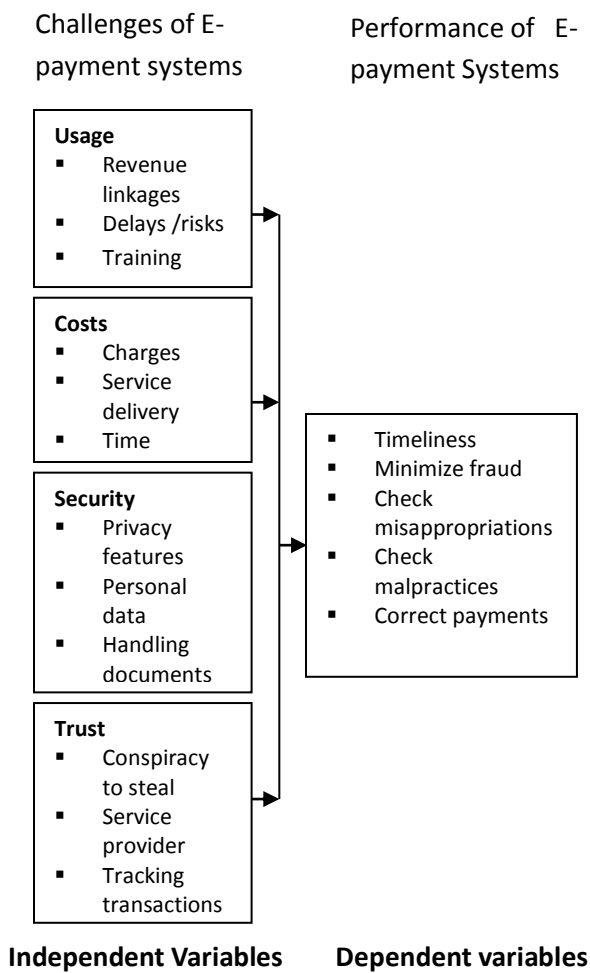 Challenges of E-
payment systems
Performance of E-
payment Systems
Usage
▪ Revenue
linkages
▪ Delays /risks
▪ Training
Costs
▪ Charges
▪ Service
delivery
▪ Time
Security
▪ Privacy
features
▪ Personal
data
▪ Handling
documents
Trust
▪ Conspiracy
to steal
▪ Service
provider
▪ Tracking
transactions
▪ Timeliness
▪ Minimize fraud
▪ Check
misappropriations
▪ Check
malpractices
▪ Correct payments
Independent Variables
Dependent variables